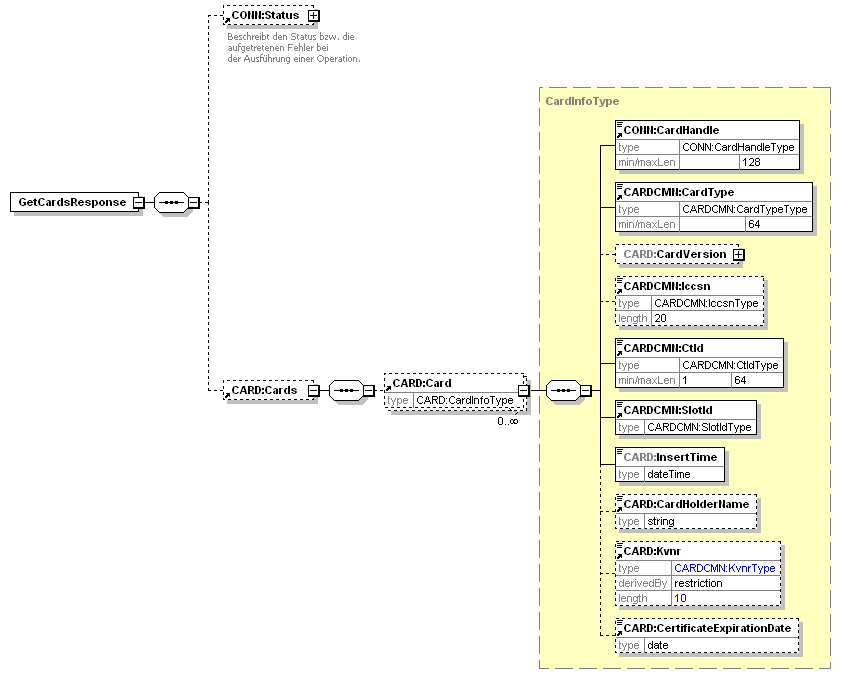 CONN:Status
Beschreibt den Status bzw. die
aufgetretenen Fehler bei
der Ausführung einer Operation.
GetCardsResponse
CARD:Cards
CARD:Card
type CARD:CardInfoType
0..∞
CardInfoType
CONN:CardHandle
type CONN:CardHandleType
min/maxLen 128
CARDCMN:CardType
type CARDCMN:CardTypeType
min/maxLen 64
CARD:CardVersion
CARDCMN:Iccsn
type CARDCMN:IccsnType
length 20
CARDCMN:CtId
type CARDCMN:CtIdType
min/maxLen 1 64
CARDCMN:SlotId
type CARDCMN:SlotIdType
CARD:InsertTime
type dateTime
CARD:CardHolderName
type string
CARD:Kvnr
type CARDCMN:KvnrType
derivedBy restriction
length 10
CARD:CertificateExpirationDate
type date